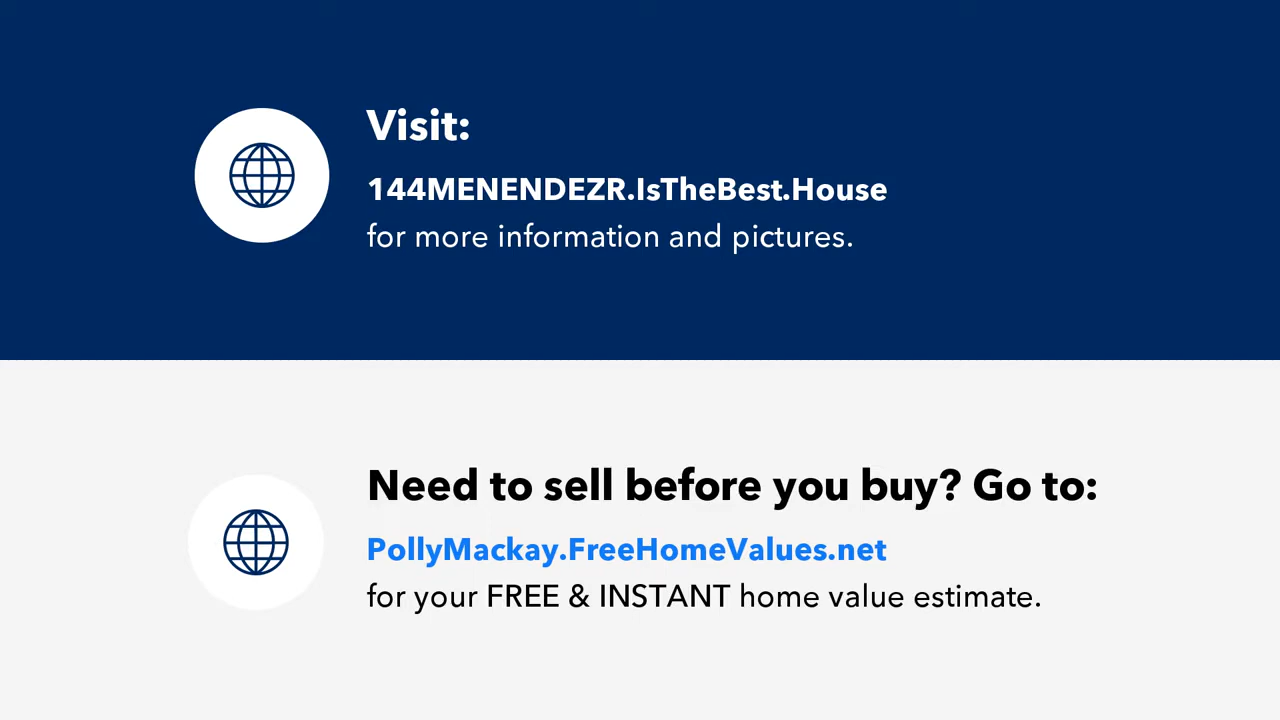 Visit:
144MENENDEZR.IsTheBest.House
for more information and pictures.
Need to sell before you buy? Go to:
PollyMackay.FreeHomeValues.net
for your FREE & INSTANT home value estimate.